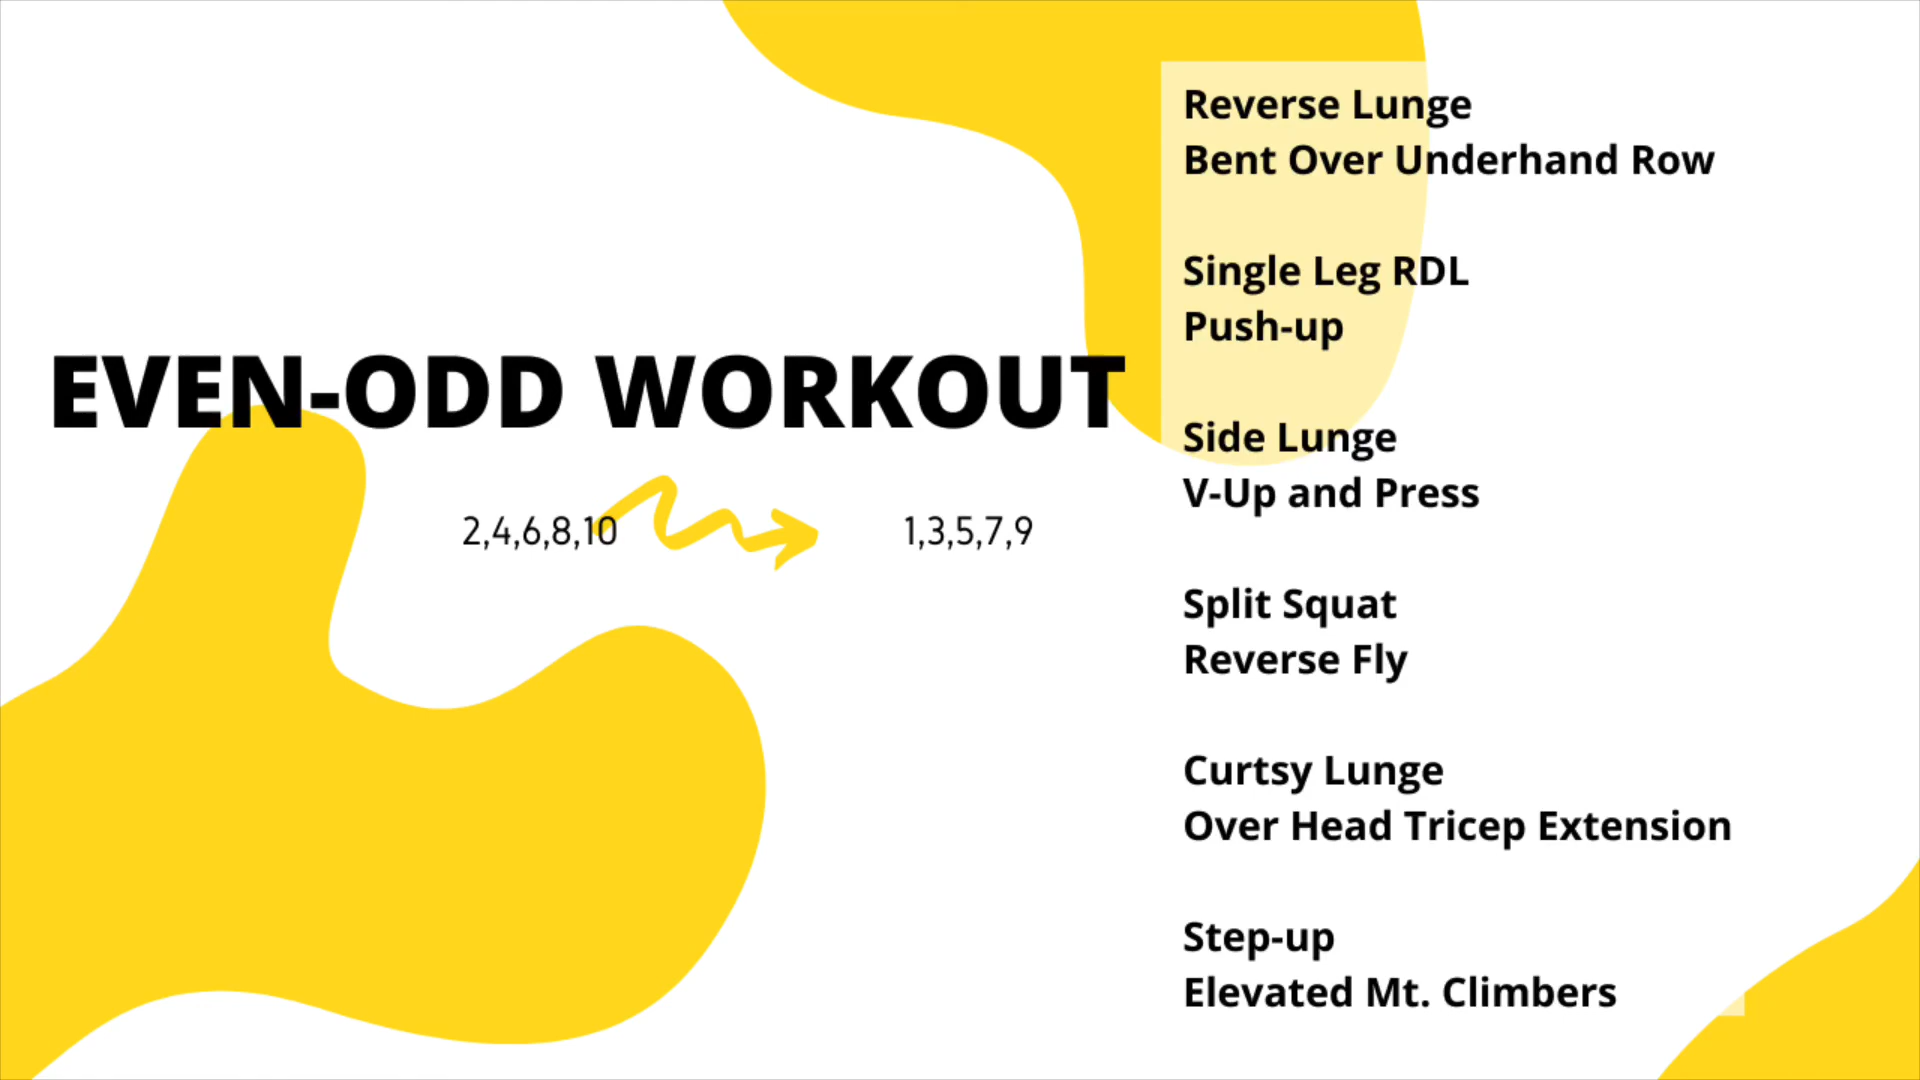 EVEN-ODD WORKOUT
2,4,6,8,10
1,3,5,7,9
Reverse Lunge
Bent Over Underhand Row
Single Leg RDL
Push-up
Side Lunge
V-Up and Press
Split Squat
Reverse Fly
Curtsy Lunge
Over Head Tricep Extension
Step-up
Elevated Mt. Climbers